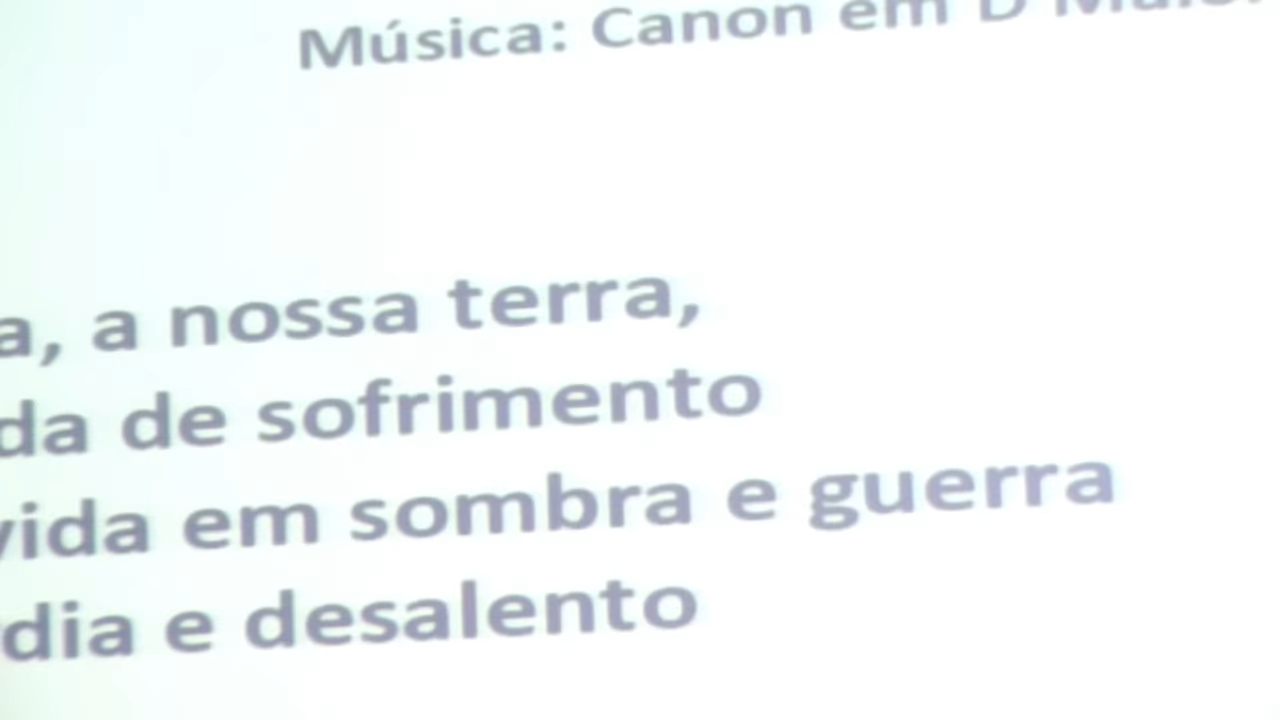 Música: Canon em D
a, a nossa terra,
da de sofrimento
vida em sombra e guerra
dia e desalento